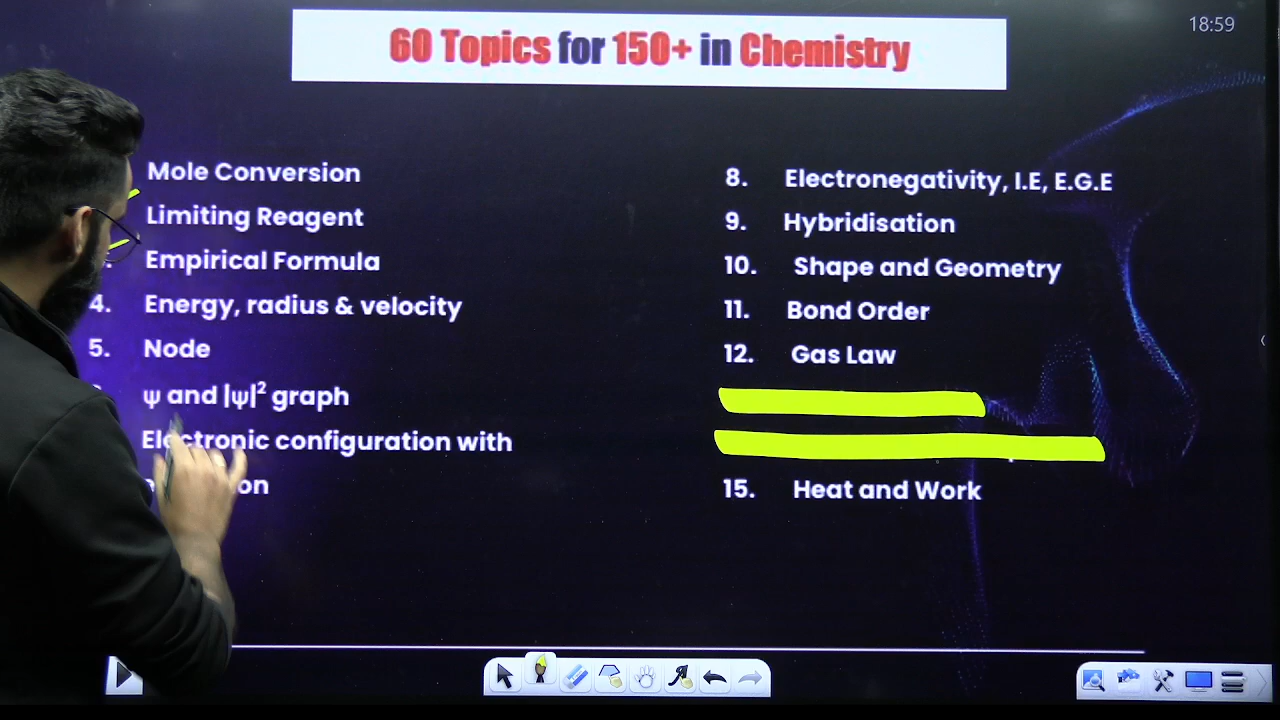 60 Topics for 150+ in Chemistry
18:59
Mole Conversion
Limiting Reagent
Empirical Formula
4. Energy, radius & velocity
5. Node
ψ and |ψ|² graph
Electronic configuration with
8. Electronegativity, I.E, E.G.E
9. Hybridisation
10. Shape and Geometry
11. Bond Order
12. Gas Law
15. Heat and Work